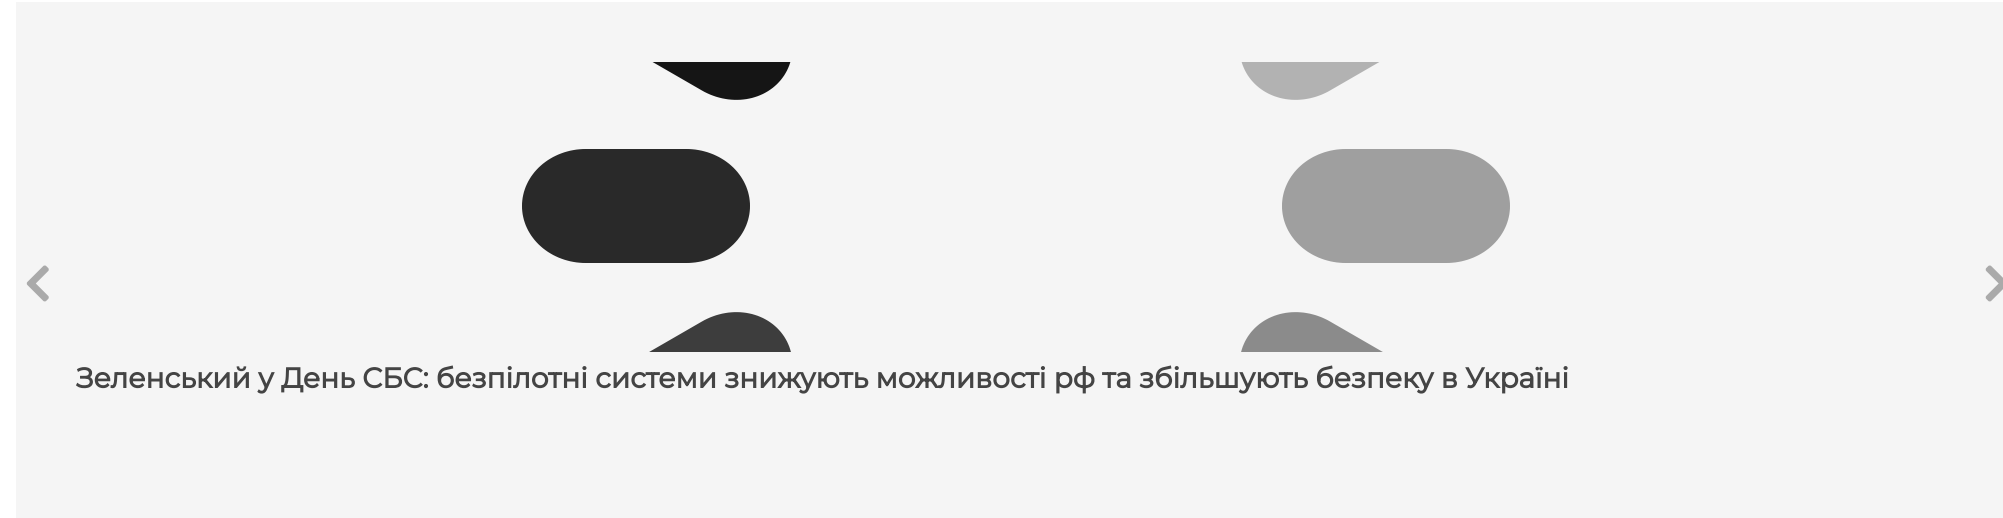 Зеленський у День СБС: безпілотні системи знижують можливості рф та збільшують безпеку в Україні